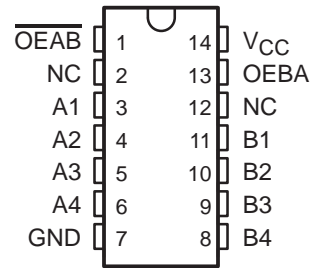 OEAB 1 14 VCC
NC 2 13 OEBA
A1 3 12 NC
A2 4 11 B1
A3 5 10 B2
A4 6 9 B3
GND 7 8 B4